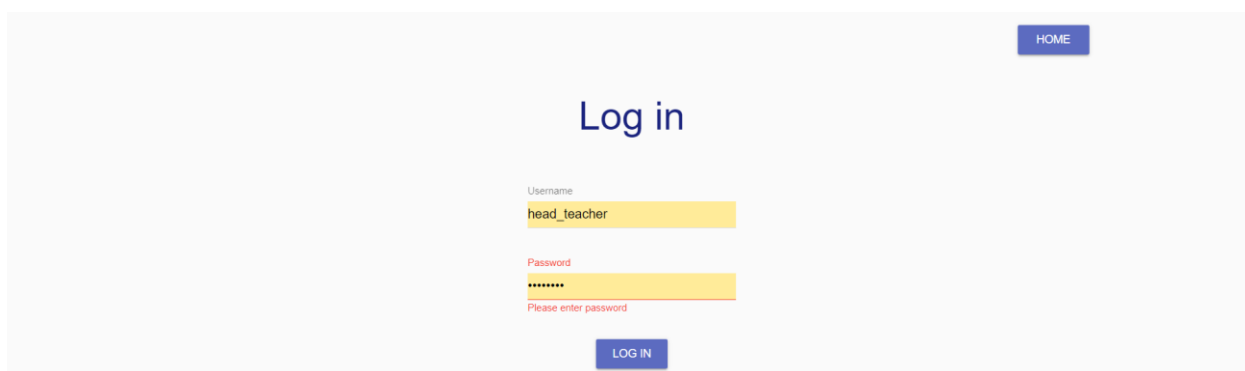 HOME
Log in
Username
head_teacher
Password
••••••••
Please enter password
LOG IN